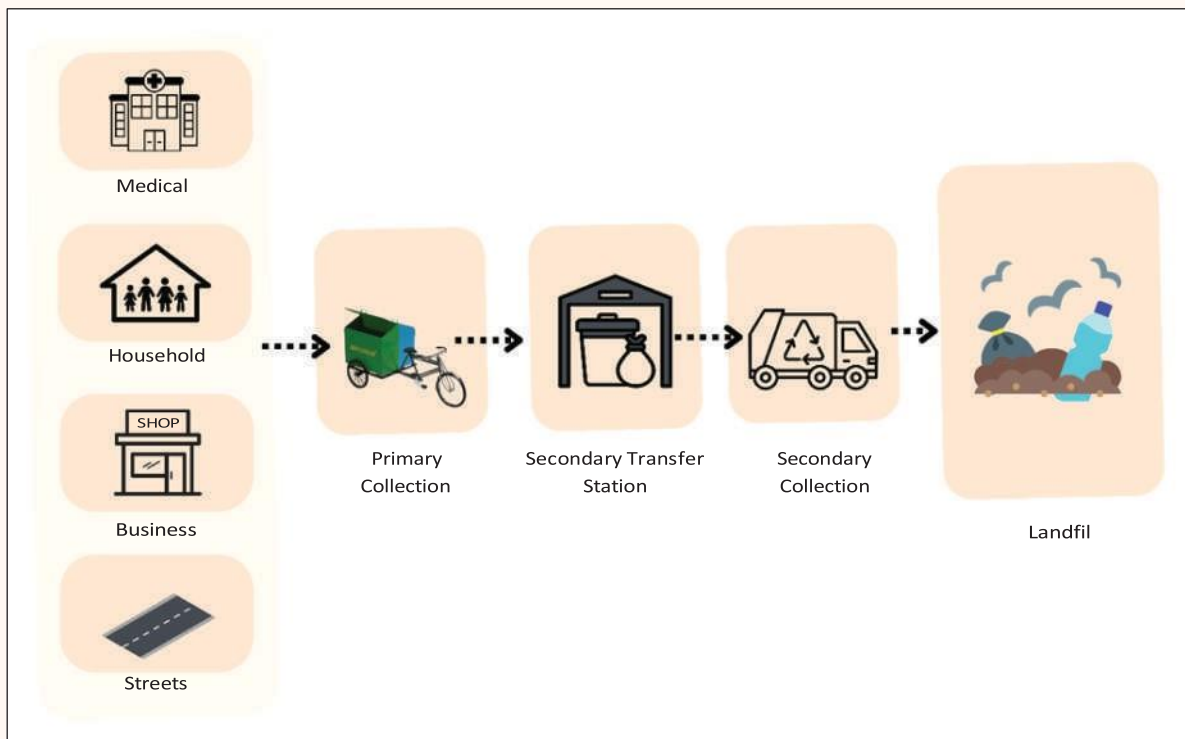 Medical
Household
SHOP
Business
Streets
Primary
Collection
Secondary Transfer
Station
Secondary
Collection
Landfil